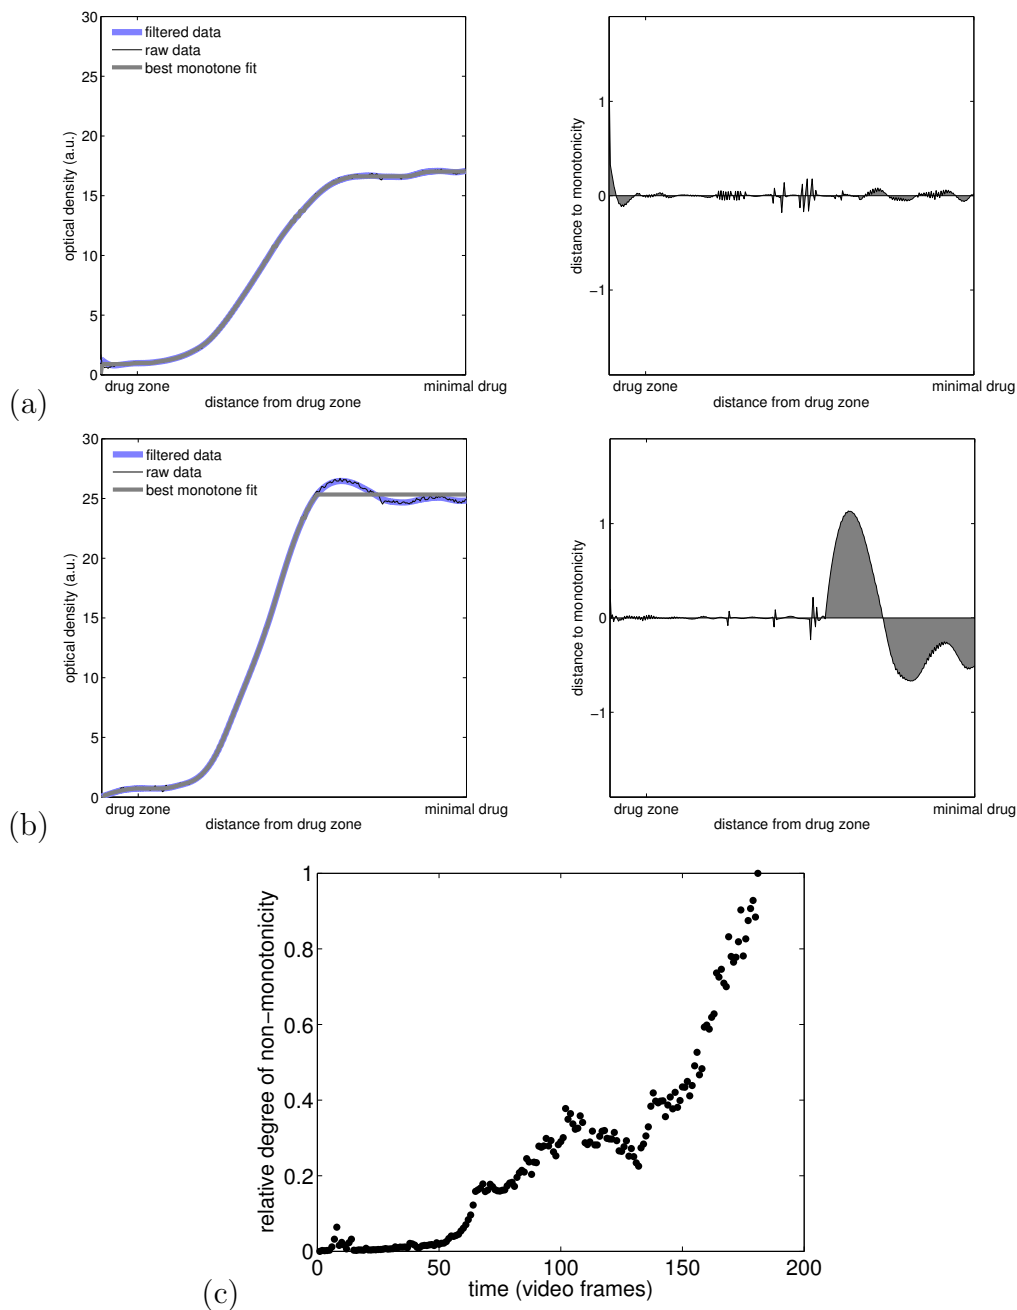 30
25
20
15
10
5
0
optical density (a.u.)
filtered data
raw data
best monotone fit
drug zone
minimal drug
distance from drug zone
1
0
−1
distance to monotonicity
drug zone
minimal drug
distance from drug zone
(a)
30
25
20
15
10
5
0
optical density (a.u.)
filtered data
raw data
best monotone fit
drug zone
minimal drug
distance from drug zone
1
0
−1
distance to monotonicity
drug zone
minimal drug
distance from drug zone
(b)
1
0.8
0.6
0.4
0.2
0
relative degree of non−monotonicity
0 50 100 150 200
time (video frames)
(c)